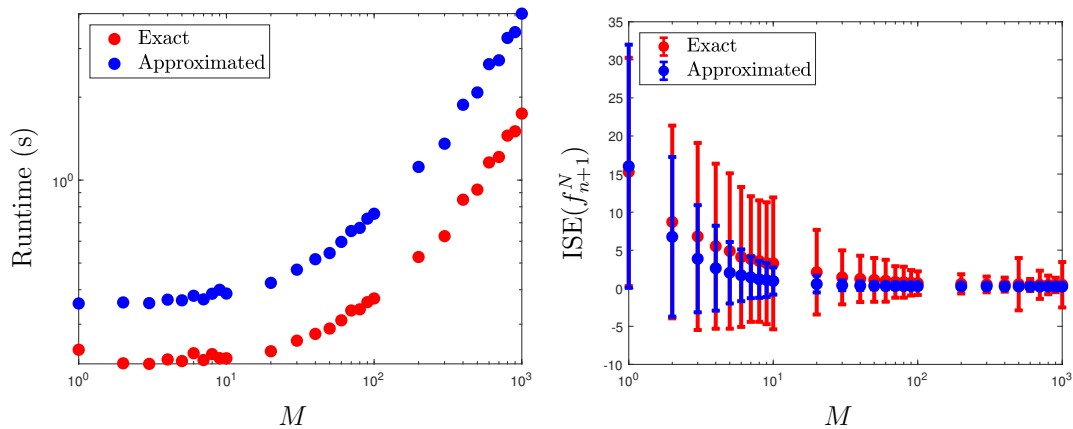 Exact
Approximated
Runtime (s)
10^0
10^0
10^1
10^2
10^3
M
Exact
Approximated
ISE(f_{n+1}^N)
35
30
25
20
15
10
5
0
-5
-10
10^0
10^1
10^2
10^3
M